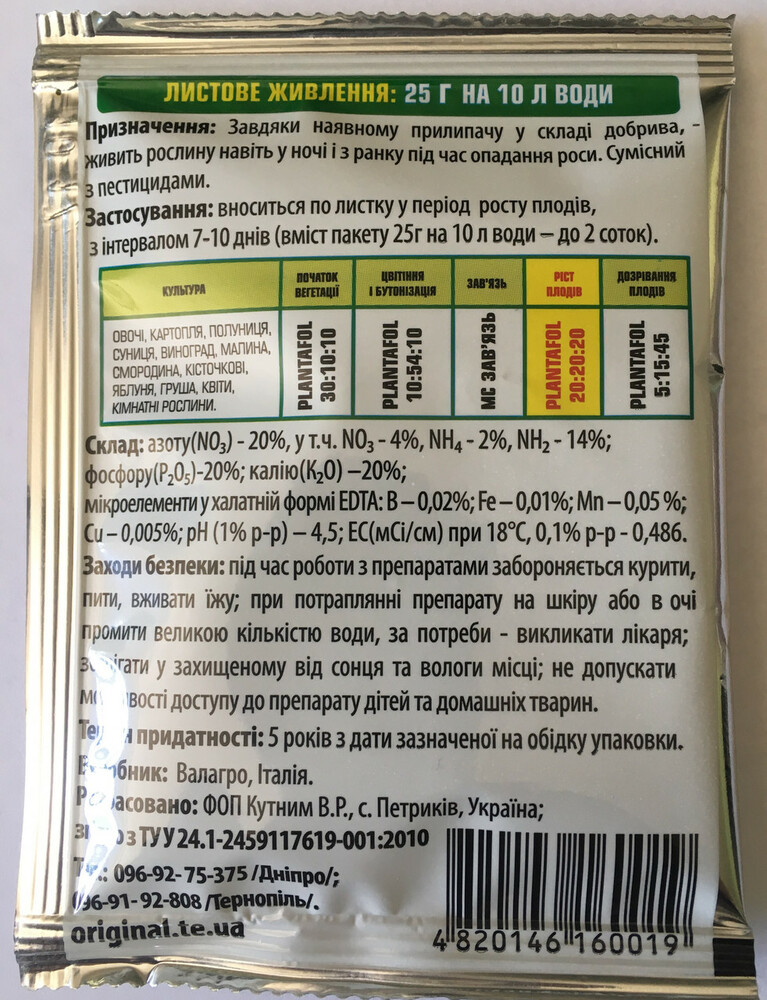 ЛИСТОВЕ ЖИВЛЕННЯ: 25 Г НА 10 Л ВОДИ
Призначення: Завдяки наявному прилипачу у складі добрива, -
живить рослину навіть у ночі і з ранку під час опадання роси. Сумісний
з пестицидами.
Застосування: вноситься по листку у період росту плодів,
з інтервалом 7-10 днів (вміст пакету 25г на 10 л води – до 2 соток).
КУЛЬТУРА
ПОЧАТОК
ВЕГЕТАЦІЇ
ЦВІТІННЯ
І БУТОНІЗАЦІЯ
ЗАВ'ЯЗЬ
РІСТ
ПЛОДІВ
ДОЗРІВАННЯ
ПЛОДІВ
ОВОЧІ, КАРТОПЛЯ, ПОЛУНИЦЯ,
СУНИЦЯ, ВИНОГРАД, МАЛИНА,
СМОРОДИНА, КІСТОЧКОВІ,
ЯБЛУНЯ, ГРУША, КВІТИ,
КІМНАТНІ РОСЛИНИ.
PLANTAFOL
30:10:10
PLANTAFOL
10:54:10
МС ЗАВ'ЯЗЬ
PLANTAFOL
20:20:20
PLANTAFOL
5:15:45
Склад: азоту(NO₃) - 20%, у т.ч. NO₃ - 4%, NH₄ - 2%, NH₂ - 14%;
фосфору(P₂O₅)-20%; калію(K₂O) –20%;
мікроелементи у халатній формі EDTA: B – 0,02%; Fe – 0,01%; Mn – 0,05 %;
Cu – 0,005%; pH (1% р-р) – 4,5; EC(мСі/см) при 18°C, 0,1% р-р - 0,486.
Заходи безпеки: під час роботи з препаратами забороняється курити,
пити, вживати їжу; при потраплянні препарату на шкіру або в очі
промити великою кількістю води, за потреби - викликати лікаря;
у захищеному від сонця та вологи місці; не допускати
доступу до препарату дітей та домашніх тварин.
придатності: 5 років з дати зазначеної на обідку упаковки.
Валагро, Італія.
ФОП Кутним В.Р., с. Петриків, Україна;
з ТУ У 24.1-2459117619-001:2010
096-92-75-375 /Дніпро/;
096-91-92-808 /Тернопіль/.
original.te.ua
4 820146 160019